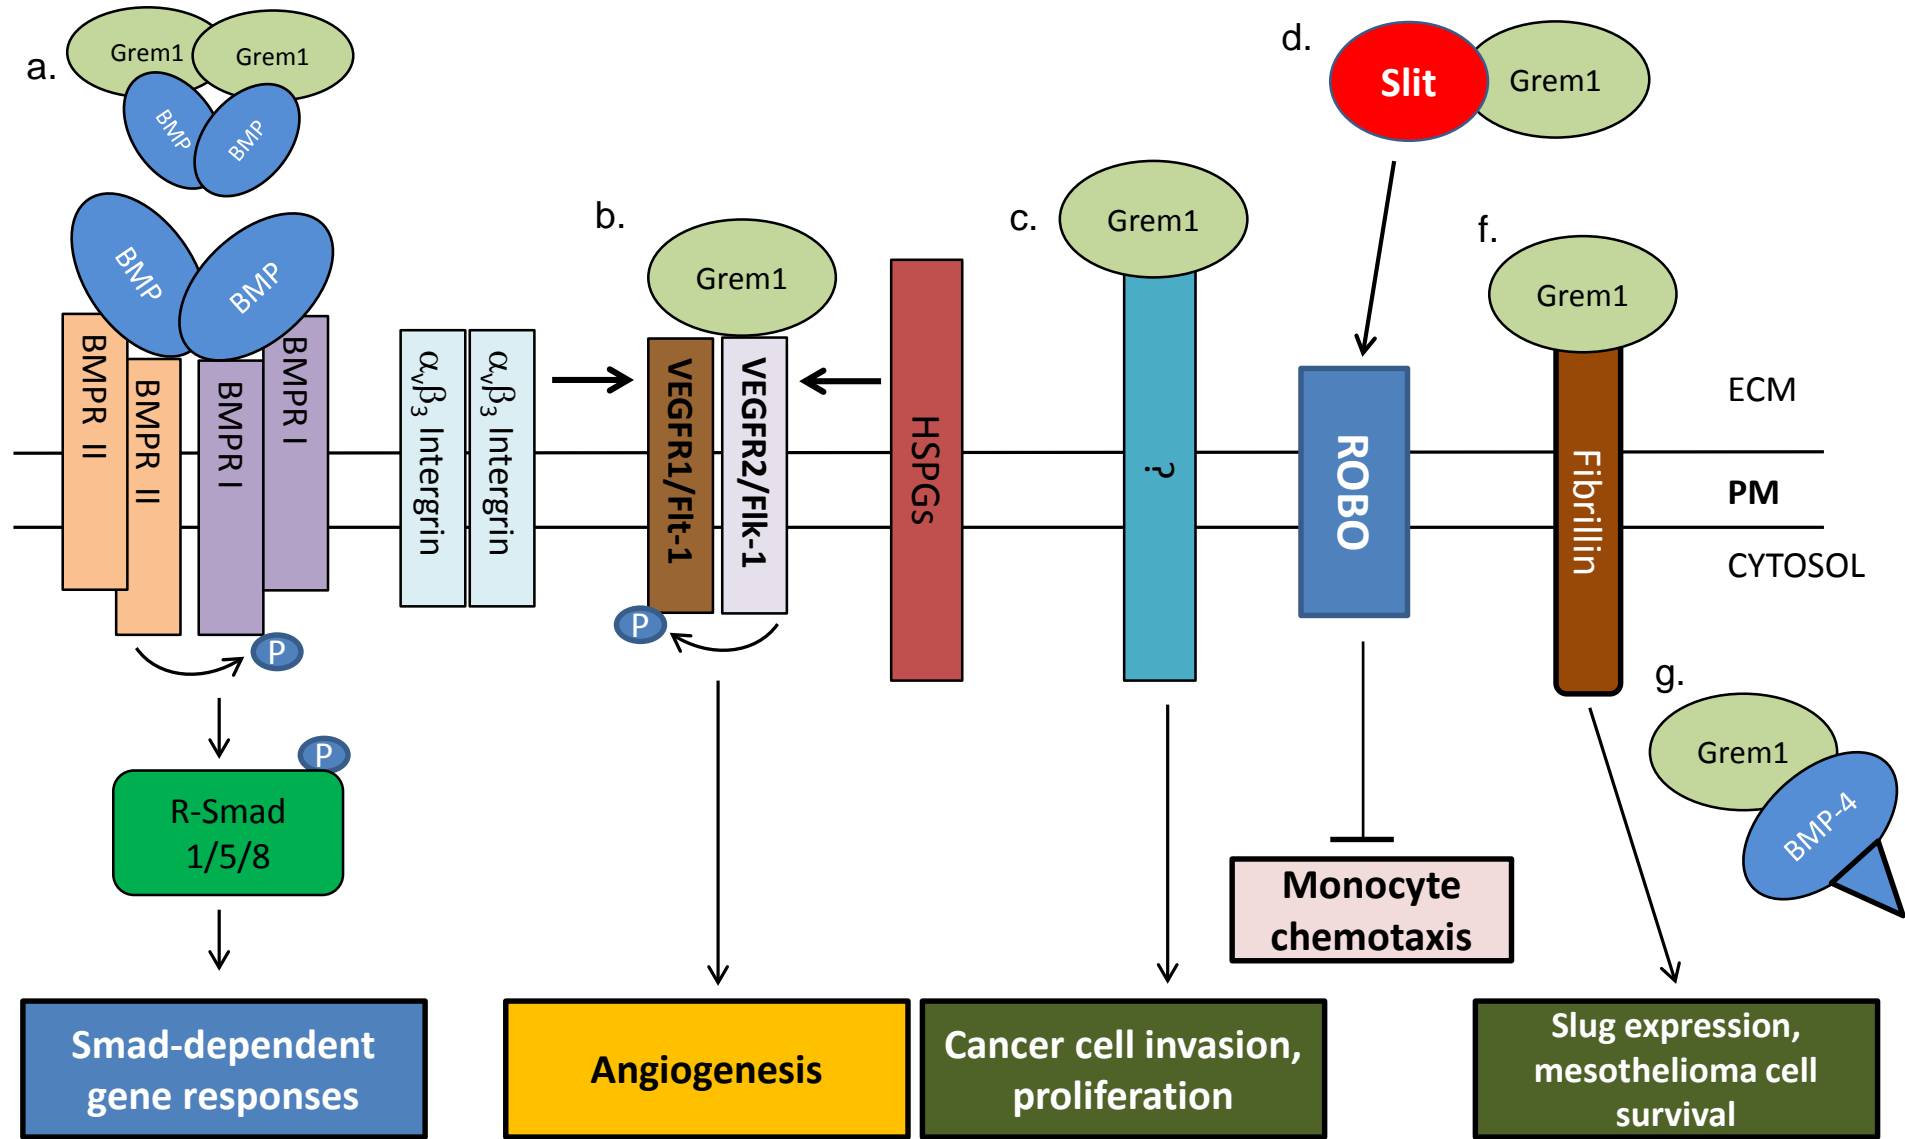 a.
Grem1
Grem1
BMP
BMP
BMP
BMP
BMPR II
BMPR II
BMPR I
BMPR I
P
P
R-Smad
1/5/8
Smad-dependent
gene responses
αvβ3 Intergrin
αvβ3 Intergrin
b.
Grem1
VEGFR1/Flt-1
VEGFR2/Flk-1
P
HSPGs
Angiogenesis
c.
Grem1
?
Cancer cell invasion,
proliferation
d.
Slit
Grem1
ROBO
Monocyte
chemotaxis
f.
Grem1
Fibrillin
ECM
PM
CYTOSOL
g.
Grem1
BMP-4
Slug expression,
mesothelioma cell
survival